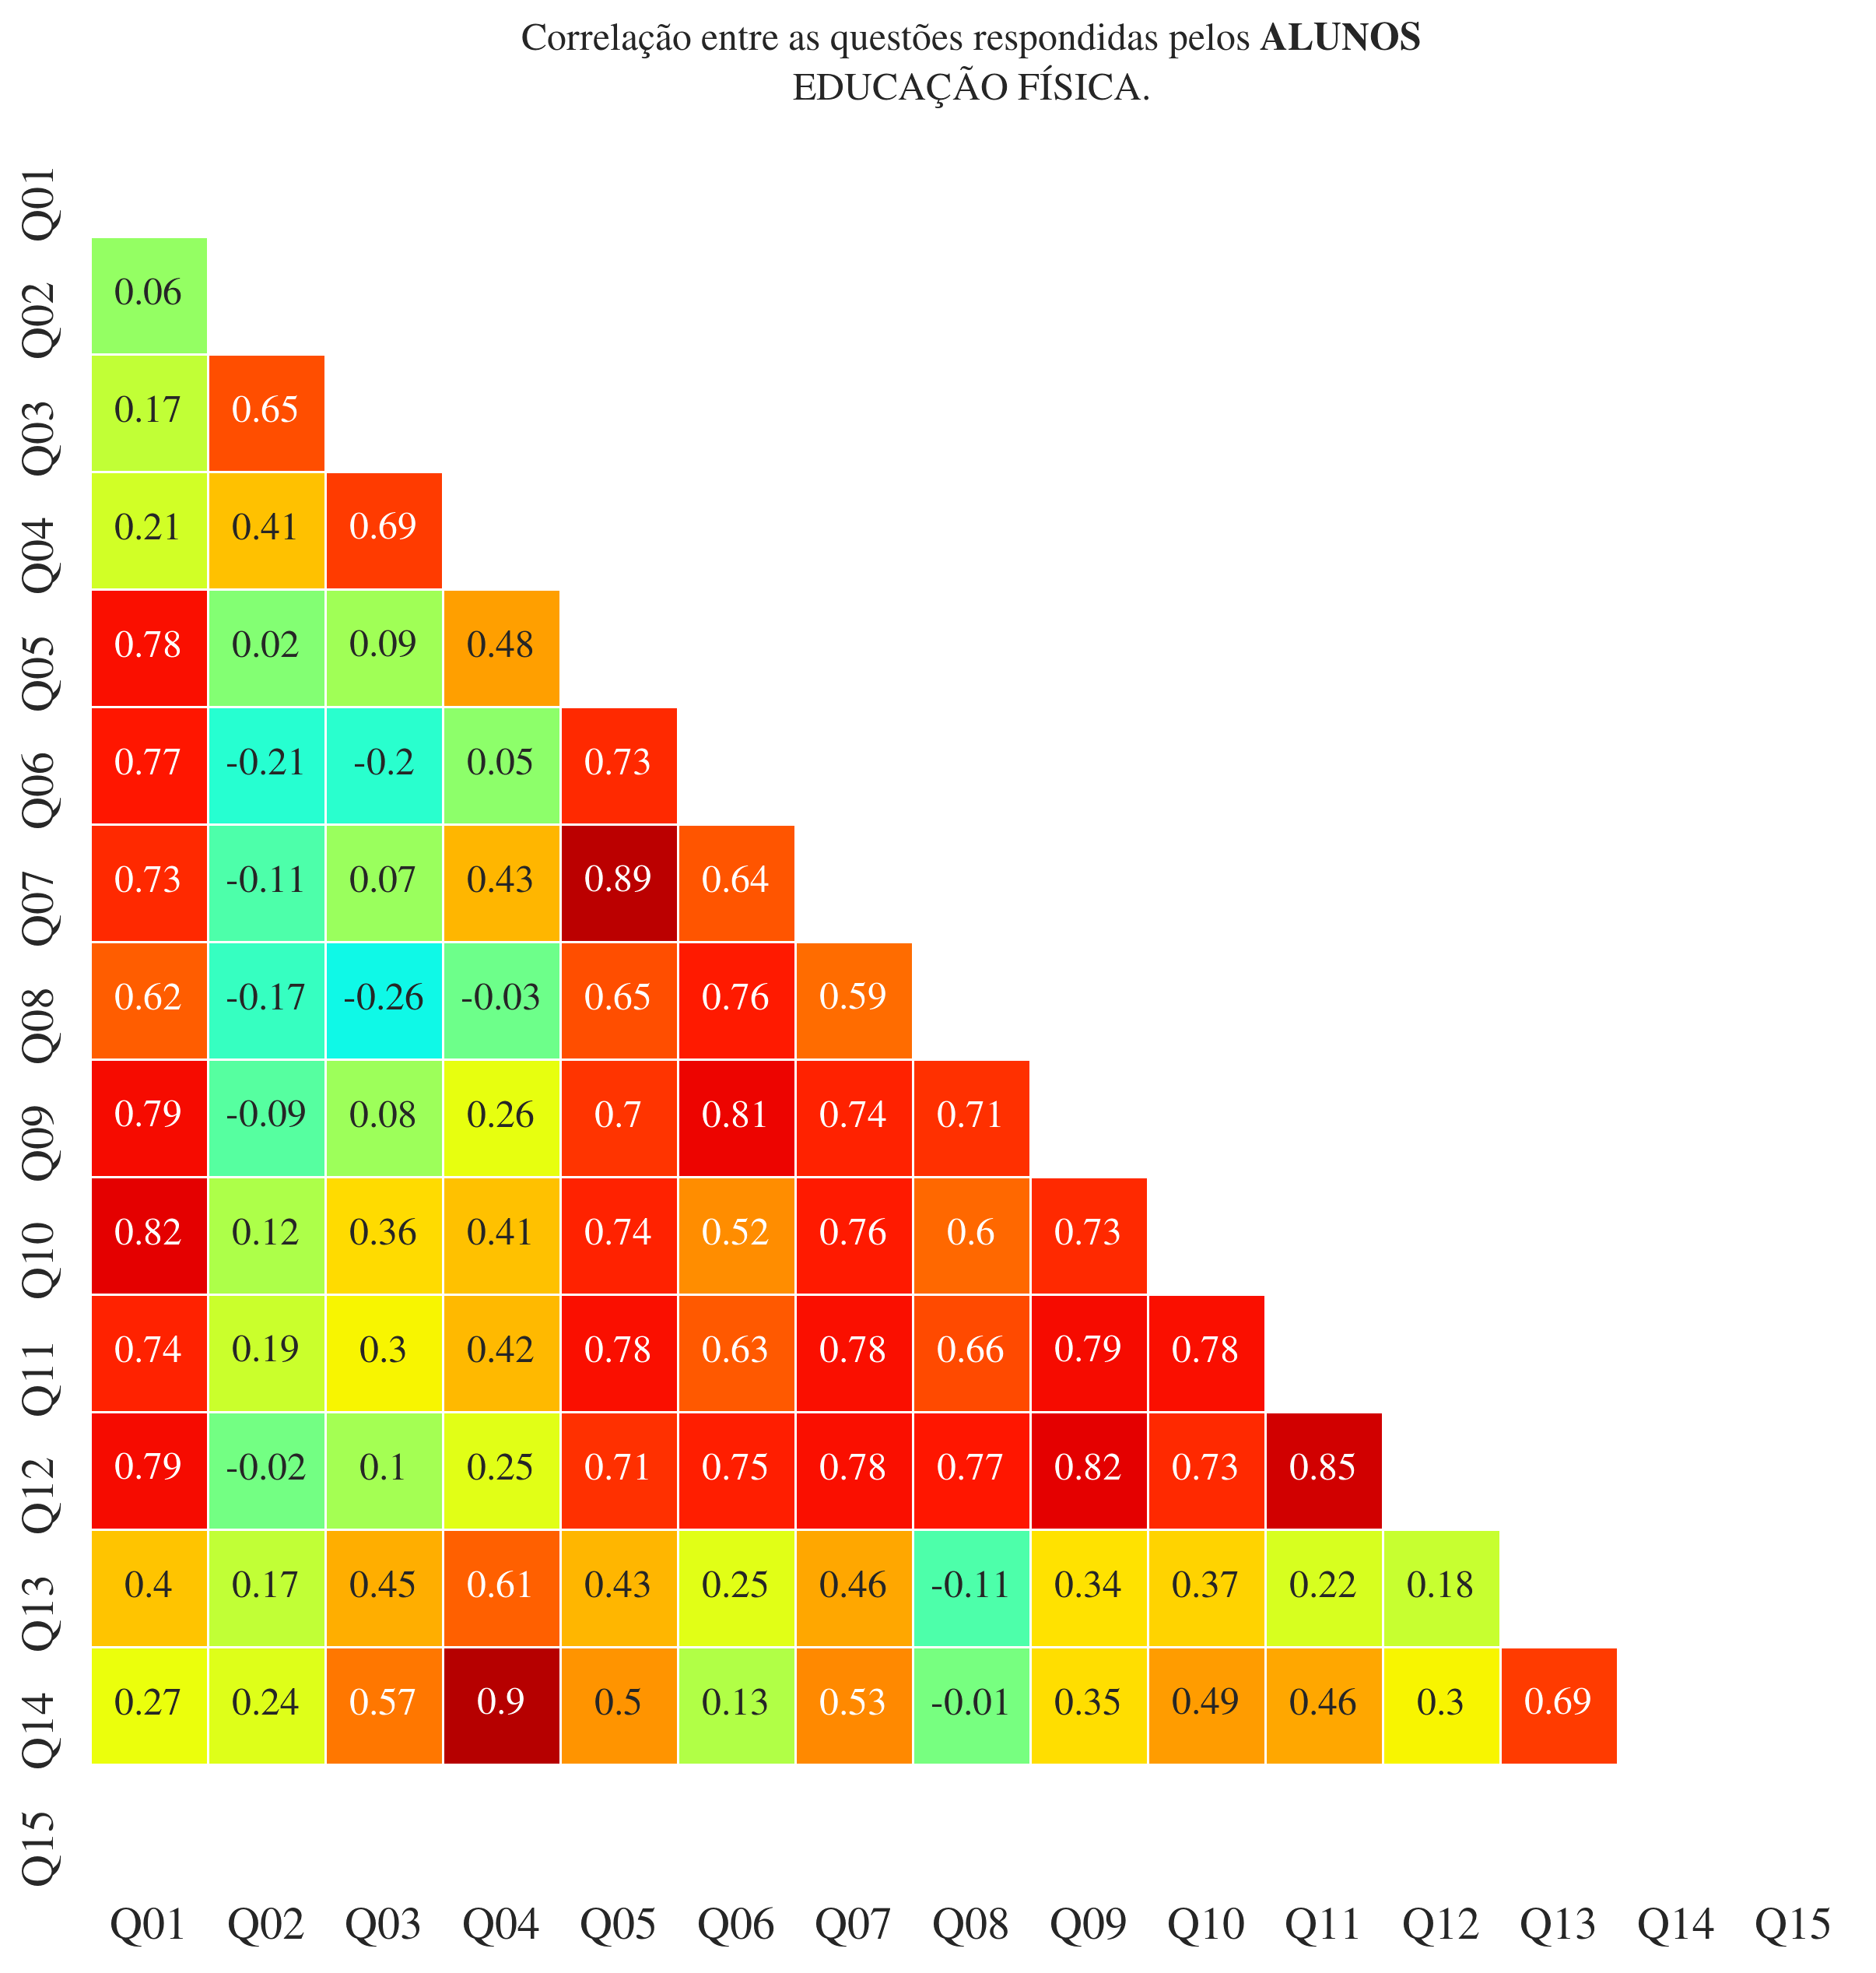 Correlação entre as questões respondidas pelos ALUNOS
EDUCAÇÃO FÍSICA.
Q01
Q02 0.06
Q03 0.17 0.65
Q04 0.21 0.41 0.69
Q05 0.78 0.02 0.09 0.48
Q06 0.77 -0.21 -0.2 0.05 0.73
Q07 0.73 -0.11 0.07 0.43 0.89 0.64
Q08 0.62 -0.17 -0.26 -0.03 0.65 0.76 0.59
Q09 0.79 -0.09 0.08 0.26 0.7 0.81 0.74 0.71
Q10 0.82 0.12 0.36 0.41 0.74 0.52 0.76 0.6 0.73
Q11 0.74 0.19 0.3 0.42 0.78 0.63 0.78 0.66 0.79 0.78
Q12 0.79 -0.02 0.1 0.25 0.71 0.75 0.78 0.77 0.82 0.73 0.85
Q13 0.4 0.17 0.45 0.61 0.43 0.25 0.46 -0.11 0.34 0.37 0.22 0.18
Q14 0.27 0.24 0.57 0.9 0.5 0.13 0.53 -0.01 0.35 0.49 0.46 0.3 0.69
Q15
Q01 Q02 Q03 Q04 Q05 Q06 Q07 Q08 Q09 Q10 Q11 Q12 Q13 Q14 Q15